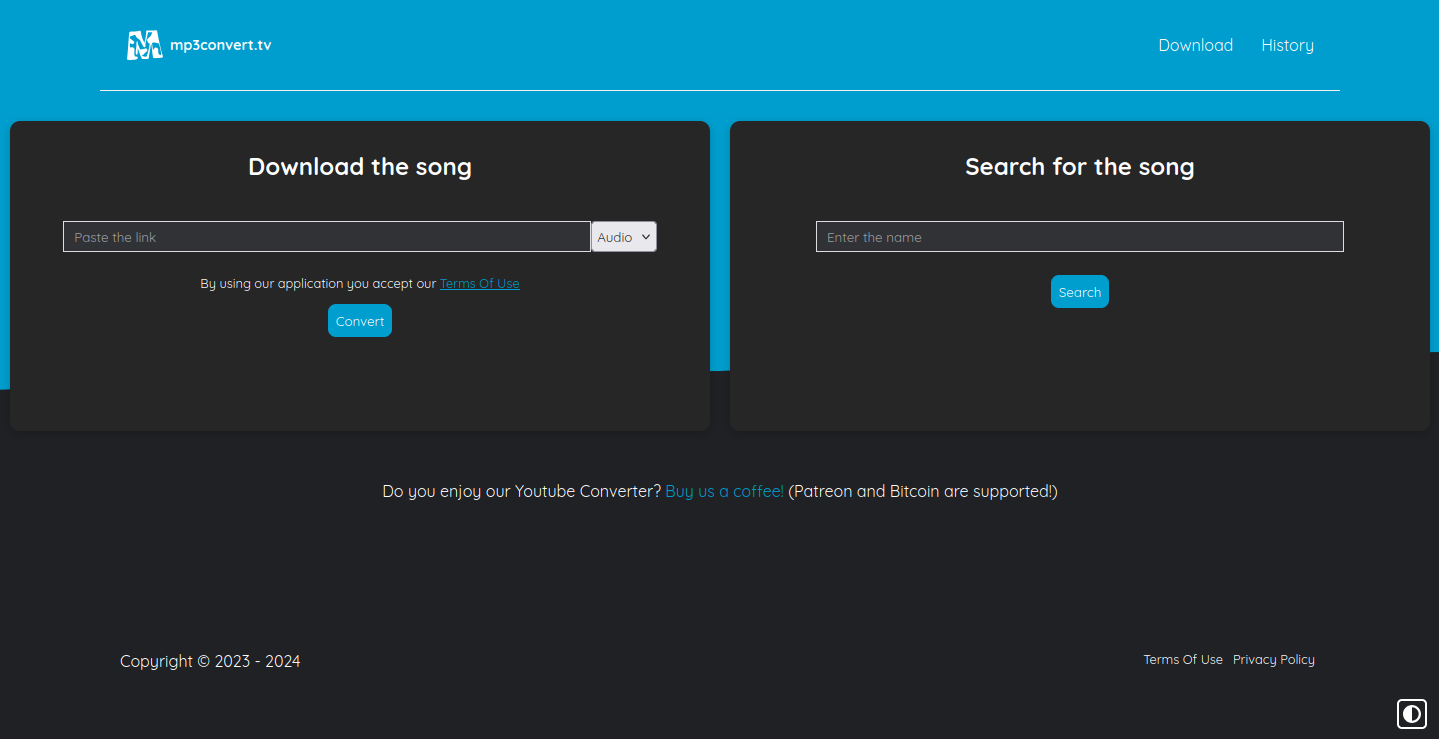 mp3convert.tv
Download
History
Download the song
Paste the link
Audio
By using our application you accept our Terms Of Use
Convert
Search for the song
Enter the name
Search
Do you enjoy our Youtube Converter? Buy us a coffee! (Patreon and Bitcoin are supported!)
Copyright © 2023 - 2024
Terms Of Use
Privacy Policy